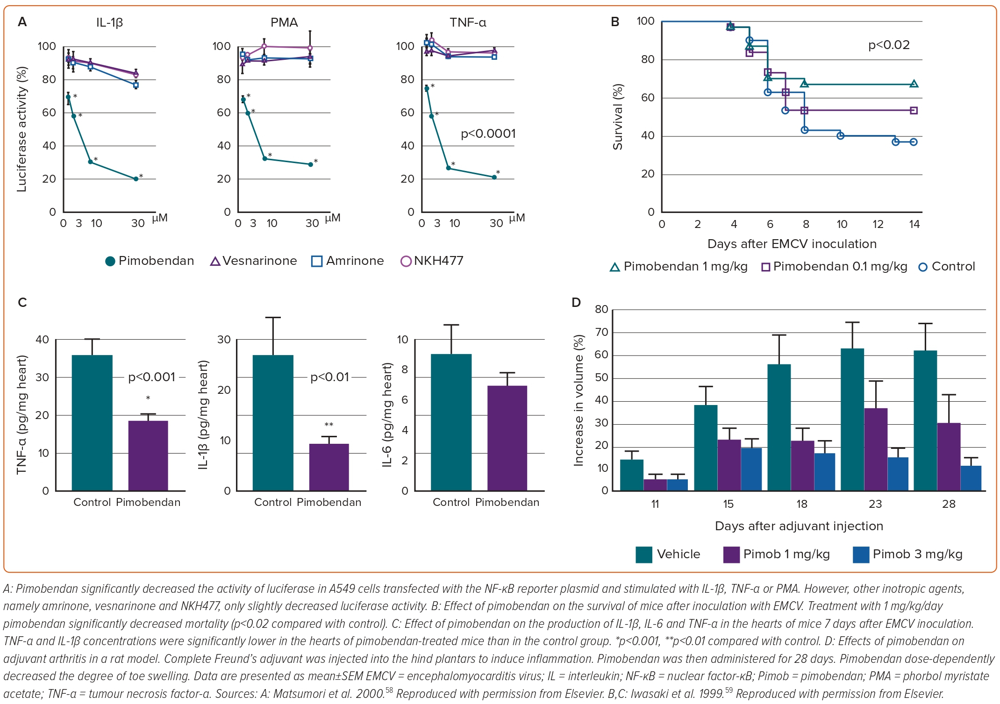 A
IL-1β
PMA
TNF-α
Luciferase activity (%)
100
80
60
40
20
0
0 3 10 30 µM
100
80
60
40
20
0
0 3 10 30 µM
100
80
60
40
20
0
0 3 10 30 µM
*
*
*
*
*
*
*
*
*
*
*
*
p<0.0001
Pimobendan Vesnarinone Amrinone NKH477
B
Survival (%)
100
80
60
40
20
0
p<0.02
0 2 4 6 8 10 12 14
Days after EMCV inoculation
Pimobendan 1 mg/kg Pimobendan 0.1 mg/kg Control
C
TNF-α (pg/mg heart)
40
30
20
10
0
p<0.001
*
Control Pimobendan
IL-1β (pg/mg heart)
30
20
10
0
p<0.01
**
Control Pimobendan
IL-6 (pg/mg heart)
10
8
6
4
2
0
Control Pimobendan
D
Increase in volume (%)
80
70
60
50
40
30
20
10
0
11 15 18 23 28
Days after adjuvant injection
Vehicle Pimob 1 mg/kg Pimob 3 mg/kg
A: Pimobendan significantly decreased the activity of luciferase in A549 cells transfected with the NF-κB reporter plasmid and stimulated with IL-1ß, TNF-α or PMA. However, other inotropic agents,
namely amrinone, vesnarinone and NKH477, only slightly decreased luciferase activity. B: Effect of pimobendan on the survival of mice after inoculation with EMCV. Treatment with 1 mg/kg/day
pimobendan significantly decreased mortality (p<0.02 compared with control). C: Effect of pimobendan on the production of IL-1ß, IL-6 and TNF-α in the hearts of mice 7 days after EMCV inoculation.
TNF-α and IL-1ß concentrations were significantly lower in the hearts of pimobendan-treated mice than in the control group. *p<0.001, **p<0.01 compared with control. D: Effects of pimobendan on
adjuvant arthritis in a rat model. Complete Freund’s adjuvant was injected into the hind plantars to induce inflammation. Pimobendan was then administered for 28 days. Pimobendan dose-dependently
decreased the degree of toe swelling. Data are presented as mean±SEM EMCV = encephalomyocarditis virus; IL = interleukin; NF-κB = nuclear factor-κB; Pimob = pimobendan; PMA = phorbol myristate
acetate; TNF-α = tumour necrosis factor-α. Sources: A: Matsumori et al. 2000.58 Reproduced with permission from Elsevier. B,C: Iwasaki et al. 1999.59 Reproduced with permission from Elsevier.